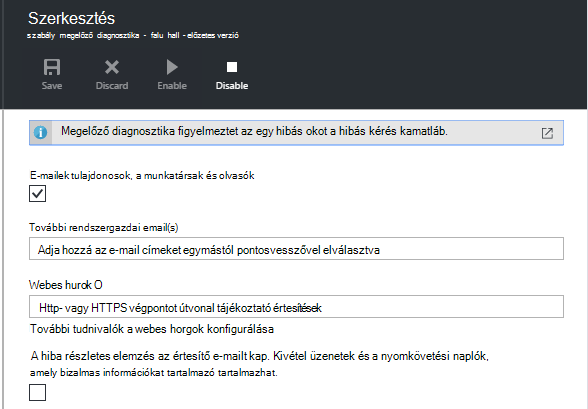 Szerkesztés
szabály megelőző diagnosztika - falu hall - előzetes verzió
Save Discard Enable Disable
Megelőző diagnosztika figyelmeztet az egy hibás okot a hibás kérés kamatláb.
E-mailek tulajdonosok, a munkatársak és olvasók
További rendszergazdai email(s)
Adja hozzá az e-mail címeket egymástól pontosvesszővel elválasztva
Webes hurok O
Http- vagy HTTPS végpontot útvonal tájékoztató értesítések
További tudnivalók a webes horgok konfigurálása
A hiba részletes elemzés az értesítő e-mailt kap. Kivétel üzenetek és a nyomkövetési naplók,
amely bizalmas információkat tartalmazó tartalmazhat.